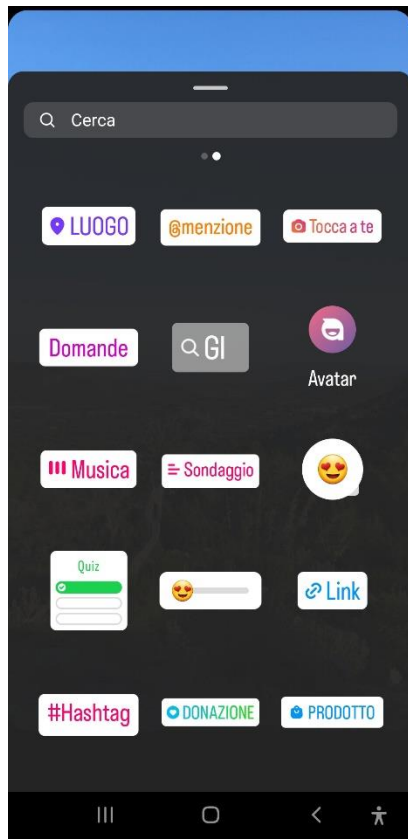 Cerca
LUOGO
@menzione
Tocca a te
Domande
GI
Avatar
Musica
Sondaggio
Quiz
Link
#Hashtag
DONAZIONE
PRODOTTO